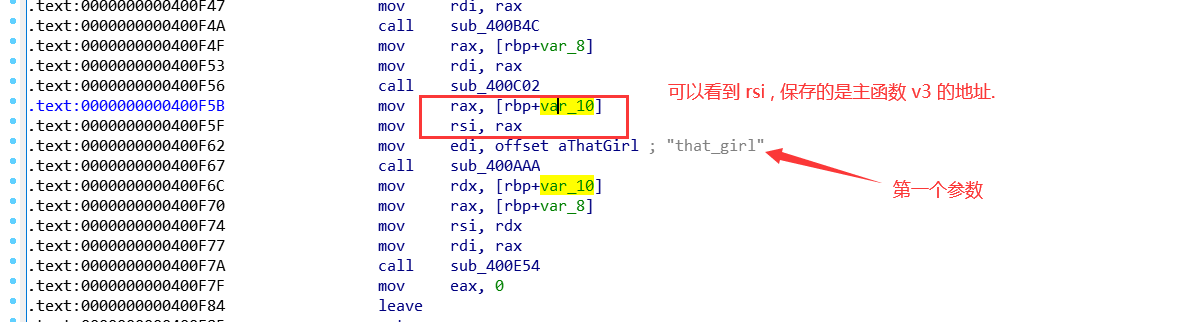 .text:0000000000400F47 mov rdi, rax
.text:0000000000400F4A call sub_400B4C
.text:0000000000400F4F mov rax, [rbp+var_8]
.text:0000000000400F53 mov rdi, rax
.text:0000000000400F56 call sub_400C02
可以看到 rsi , 保存的是主函数 v3 的地址.
.text:0000000000400F5B mov rax, [rbp+var_10]
.text:0000000000400F5F mov rsi, rax
.text:0000000000400F62 mov edi, offset aThatGirl ; "that_girl"
.text:0000000000400F67 call sub_400AAA
.text:0000000000400F6C mov rdx, [rbp+var_10]
第一个参数
.text:0000000000400F70 mov rax, [rbp+var_8]
.text:0000000000400F74 mov rsi, rdx
.text:0000000000400F77 mov rdi, rax
.text:0000000000400F7A call sub_400E54
.text:0000000000400F7F mov eax, 0
.text:0000000000400F84 leave